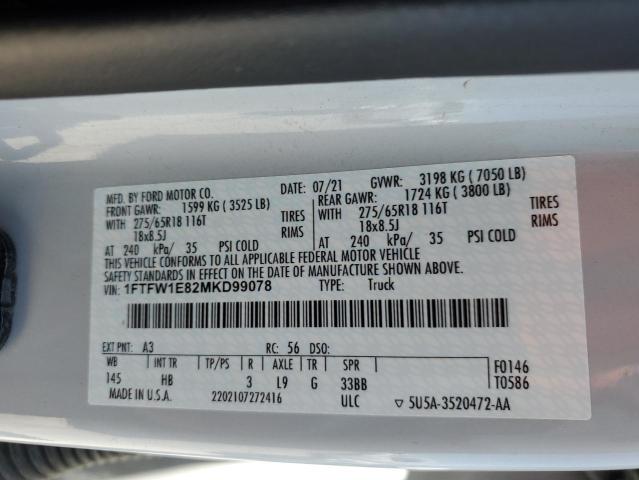 MFD. BY FORD MOTOR CO. DATE: 07/21 GVWR: 3198 KG ( 7050 LB)
FRONT GAWR: 1599 KG ( 3525 LB) REAR GAWR: 1724 KG ( 3800 LB)
WITH 275/65R18 116T TIRES WITH 275/65R18 116T TIRES
18x8.5J RIMS 18x8.5J RIMS
AT 240 kPa/ 35 PSI COLD AT 240 kPa/ 35 PSI COLD
THIS VEHICLE CONFORMS TO ALL APPLICABLE FEDERAL MOTOR VEHICLE
SAFETY STANDARDS IN EFFECT ON THE DATE OF MANUFACTURE SHOWN ABOVE.
VIN: 1FTFW1E82MKD99078 TYPE: Truck
EXT PNT: A3 RC: 56 DSO:
WB INT TR TP/PS R AXLE TR SPR F0146
145 HB 3 L9 G 33BB T0586
MADE IN U.S.A. 2202107272416 ULC ▽ 5U5A-3520472-AA